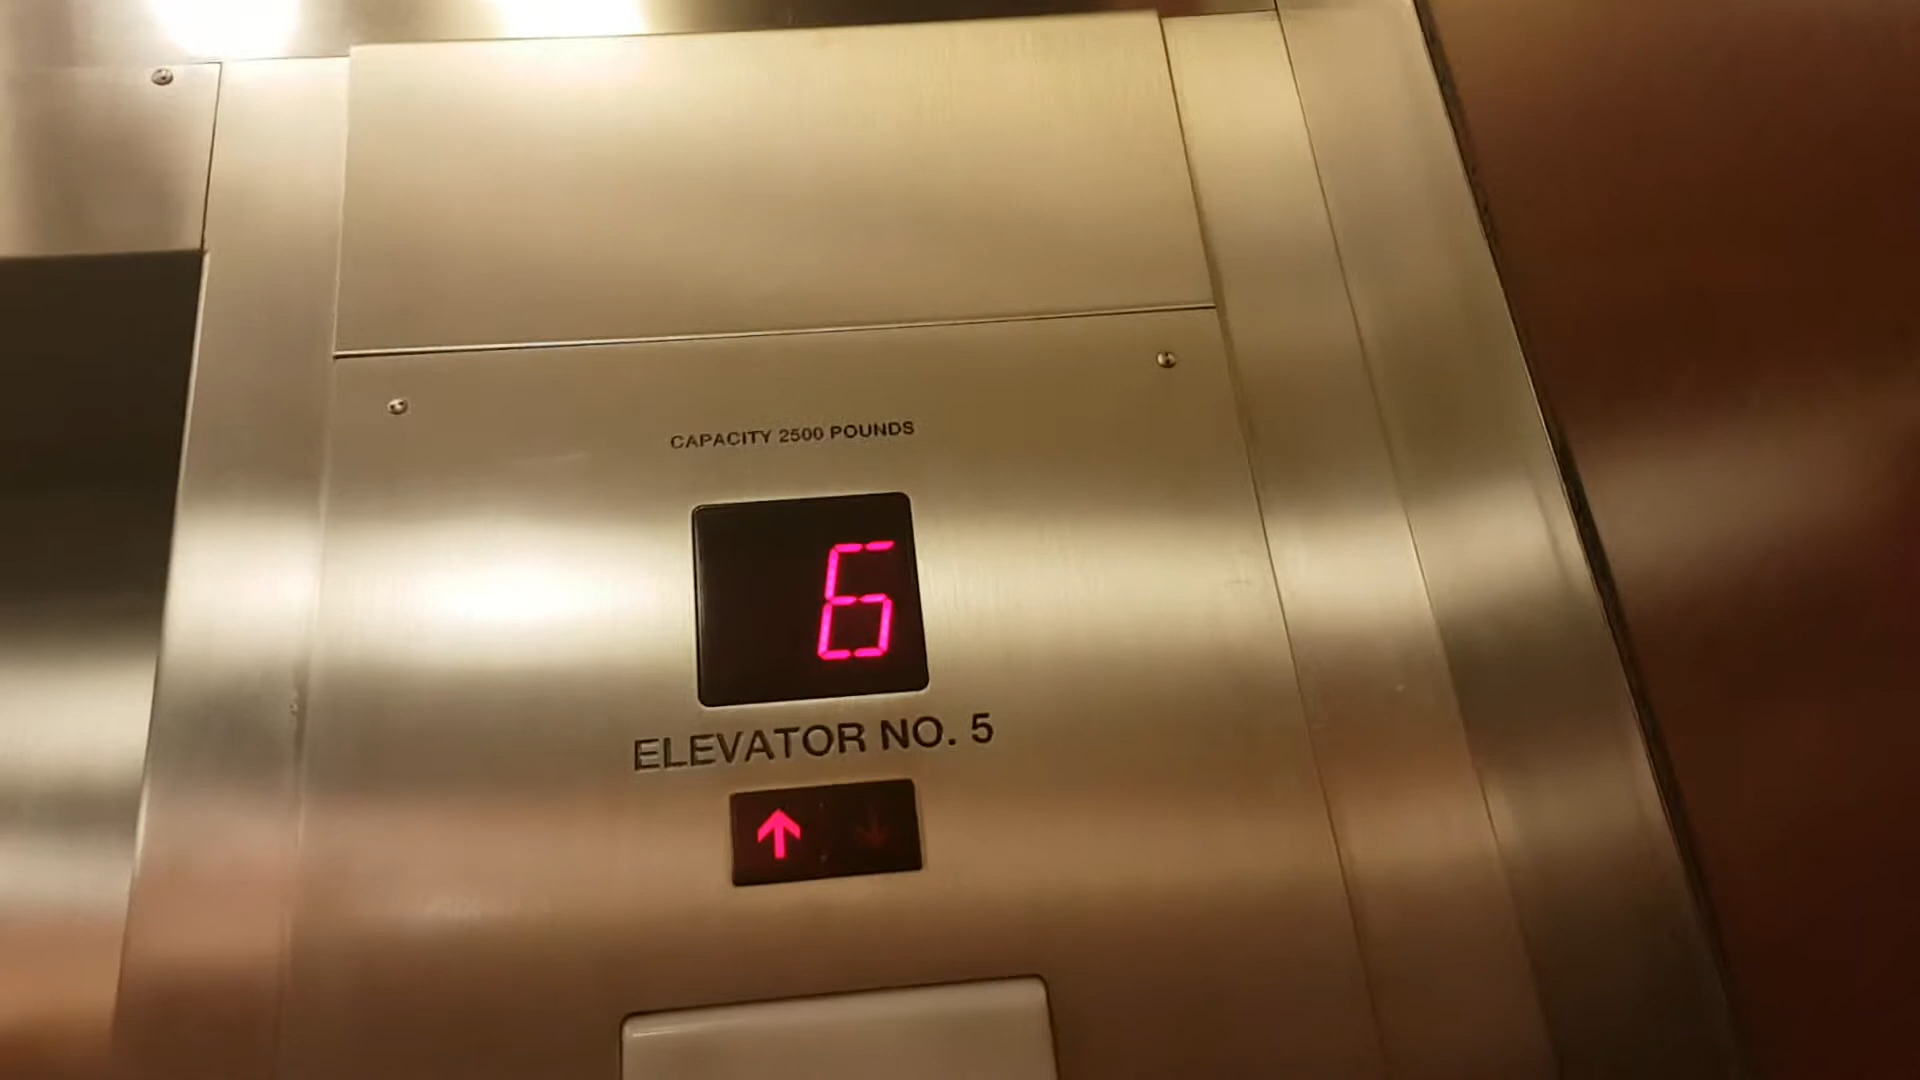 CAPACITY 2500 POUNDS
6
ELEVATOR NO. 5
↑ ↓